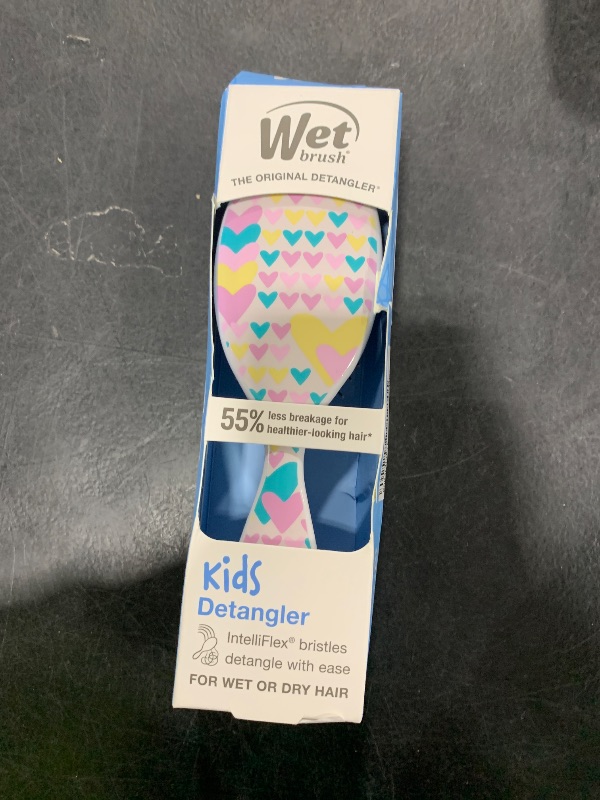 Wet
brush®
THE ORIGINAL DETANGLER™
55% less breakage for
healthier-looking hair*
Kids
Detangler
IntelliFlex® bristles
detangle with ease
FOR WET OR DRY HAIR